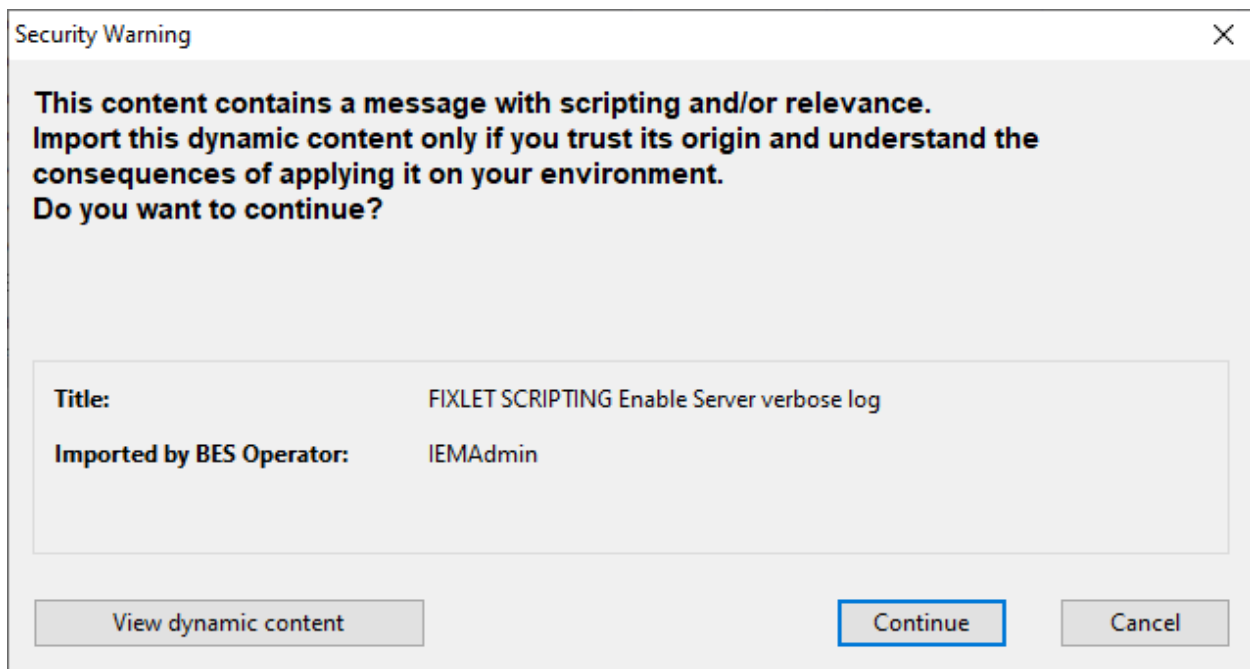 Security Warning
This content contains a message with scripting and/or relevance.
Import this dynamic content only if you trust its origin and understand the
consequences of applying it on your environment.
Do you want to continue?
Title: FIXLET SCRIPTING Enable Server verbose log
Imported by BES Operator: IEMAdmin
View dynamic content Continue Cancel